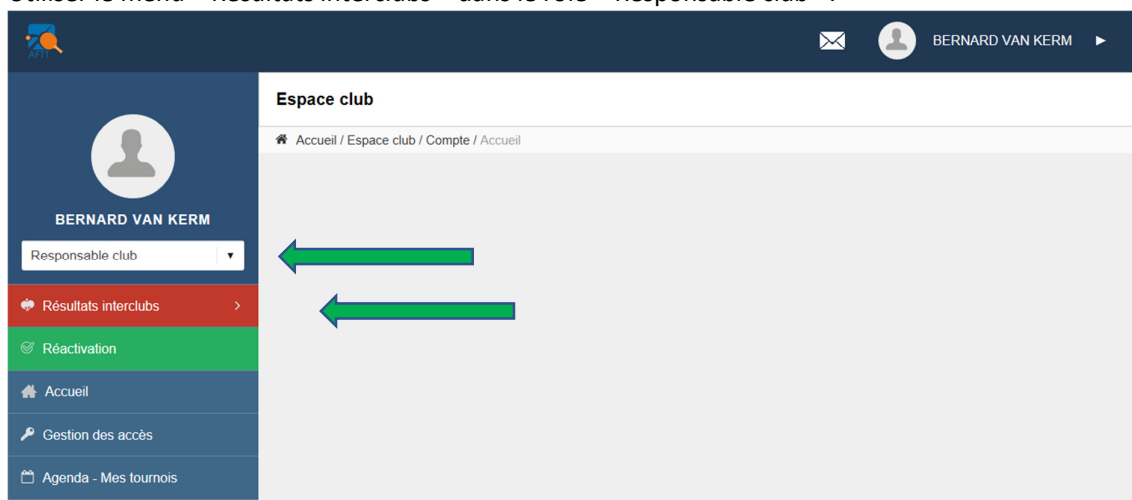 Utiliser le menu « Résultats interclubs » dans le rôle « Responsable club » :
AFTT
BERNARD VAN KERM
Espace club
Accueil / Espace club / Compte / Accueil
BERNARD VAN KERM
Responsable club
Résultats interclubs
Réactivation
Accueil
Gestion des accès
Agenda - Mes tournois